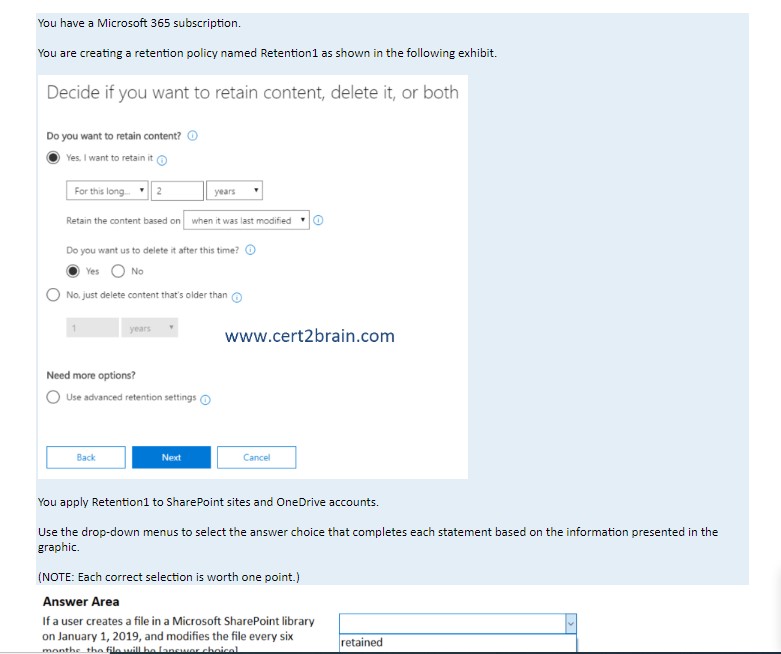 You have a Microsoft 365 subscription.
You are creating a retention policy named Retention1 as shown in the following exhibit.
Decide if you want to retain content, delete it, or both
Do you want to retain content?
Yes, I want to retain it
For this long... 2 years
Retain the content based on when it was last modified
Do you want us to delete it after this time?
Yes No
No, just delete content that's older than
1 years
www.cert2brain.com
Need more options?
Use advanced retention settings
Back Next Cancel
You apply Retention1 to SharePoint sites and OneDrive accounts.
Use the drop-down menus to select the answer choice that completes each statement based on the information presented in the
graphic.
(NOTE: Each correct selection is worth one point.)
Answer Area
If a user creates a file in a Microsoft SharePoint library
on January 1, 2019, and modifies the file every six
retained
months, the file will be [answer choice]